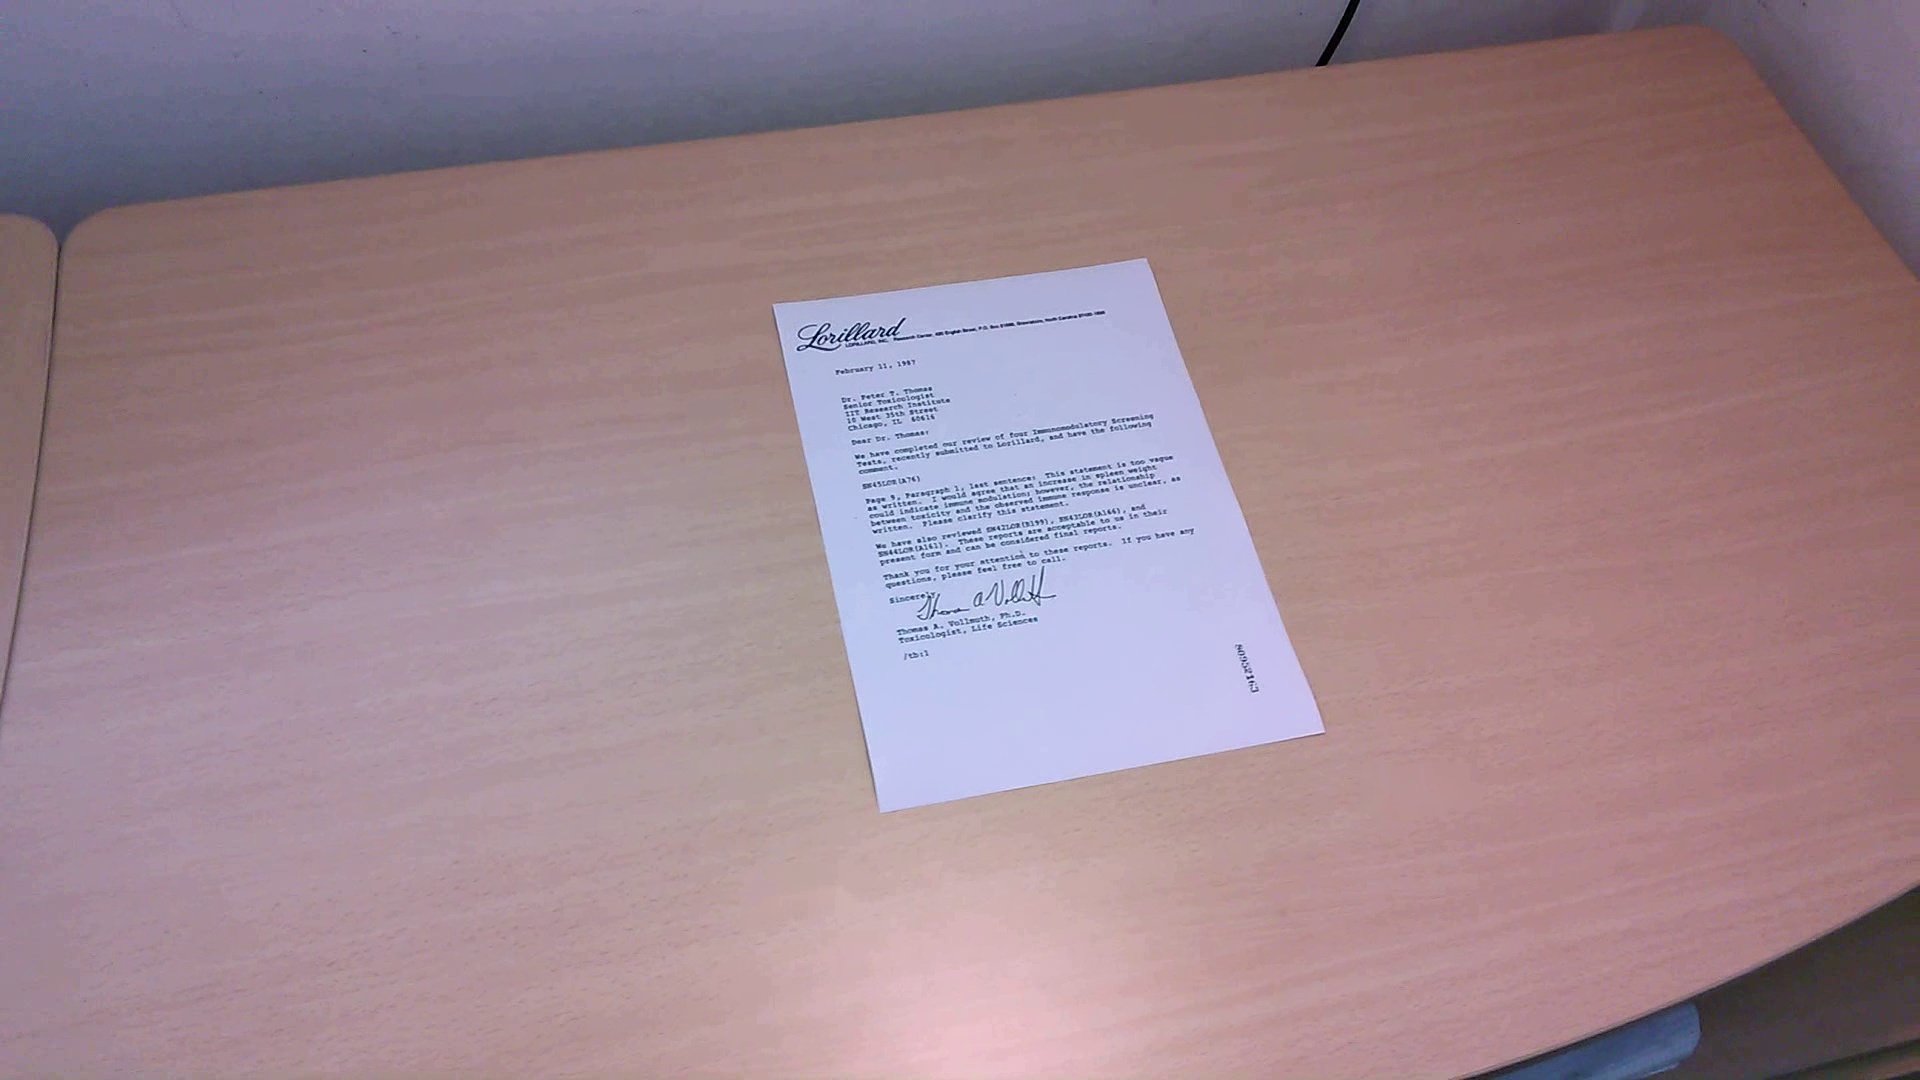 Lorillard
LORILLARD, INC. Research Center, 420 English Street, P.O. Box 21688, Greensboro, North Carolina 27420-1688
February 11, 1987
Dr. Peter T. Thomas
Senior Toxicologist
IIT Research Institute
10 West 35th Street
Chicago, IL 60616
Dear Dr. Thomas:
We have completed our review of four Immunomodulatory Screening
Tests, recently submitted to Lorillard, and have the following
comment.
SN45LOR(A76)
Page 9, Paragraph 1, last sentence: This statement is too vague
as written. I would agree that an increase in spleen weight
could indicate immune modulation; however, the relationship
between toxicity and the observed immune response is unclear, as
written. Please clarify this statement.
We have also reviewed SN42LOR(B199), SN43LOR(A166), and
SN44LOR(A161). These reports are acceptable to us in their
present form and can be considered final reports.
Thank you for your attention to these reports. If you have any
questions, please feel free to call.
Sincerely,
Thomas A Vollmuth
Thomas A. Vollmuth, Ph.D.
Toxicologist, Life Sciences
/tb:l
80952163